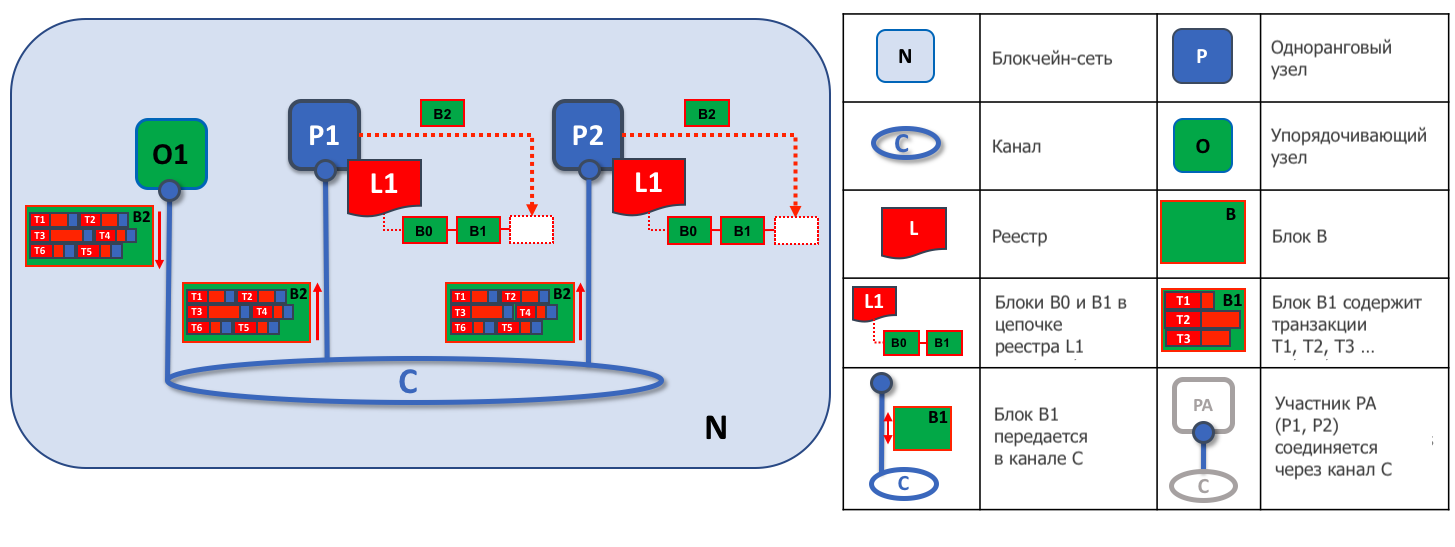 P1
B2
P2
B2
O1
L1
L1
B0 B1
B0 B1
T1 T2 B2
T3 T4
T6 T5
T1 T2 B2
T3 T4
T6 T5
T1 T2 B2
T3 T4
T6 T5
C
N
N
Блокчейн-сеть
P
Одноранговый
узел
C
Канал
O
Упорядочивающий
узел
L
Реестр
B
Блок B
L1
B0 B1
Блоки B0 и B1 в
цепочке
реестра L1
T1 B1
T2
T3
Блок B1 содержит
транзакции
T1, T2, T3 ...
B1
C
Блок B1
передается
в канале C
PA
C
Участник PA
(P1, P2)
соединяется
через канал C